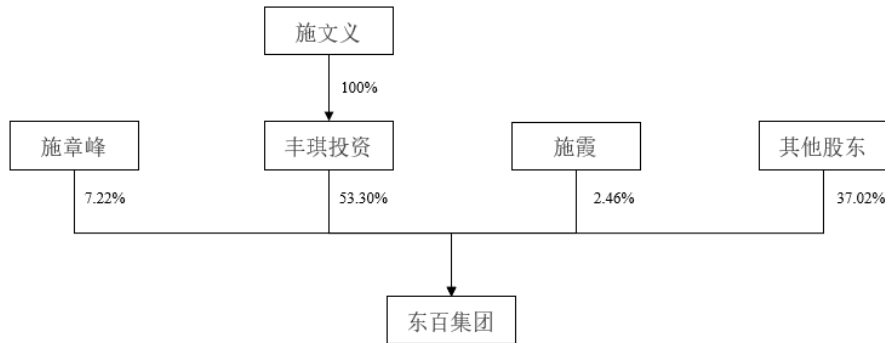 施文义
100%
施章峰
丰琪投资
施霞
其他股东
7.22%
53.30%
2.46%
37.02%
东百集团